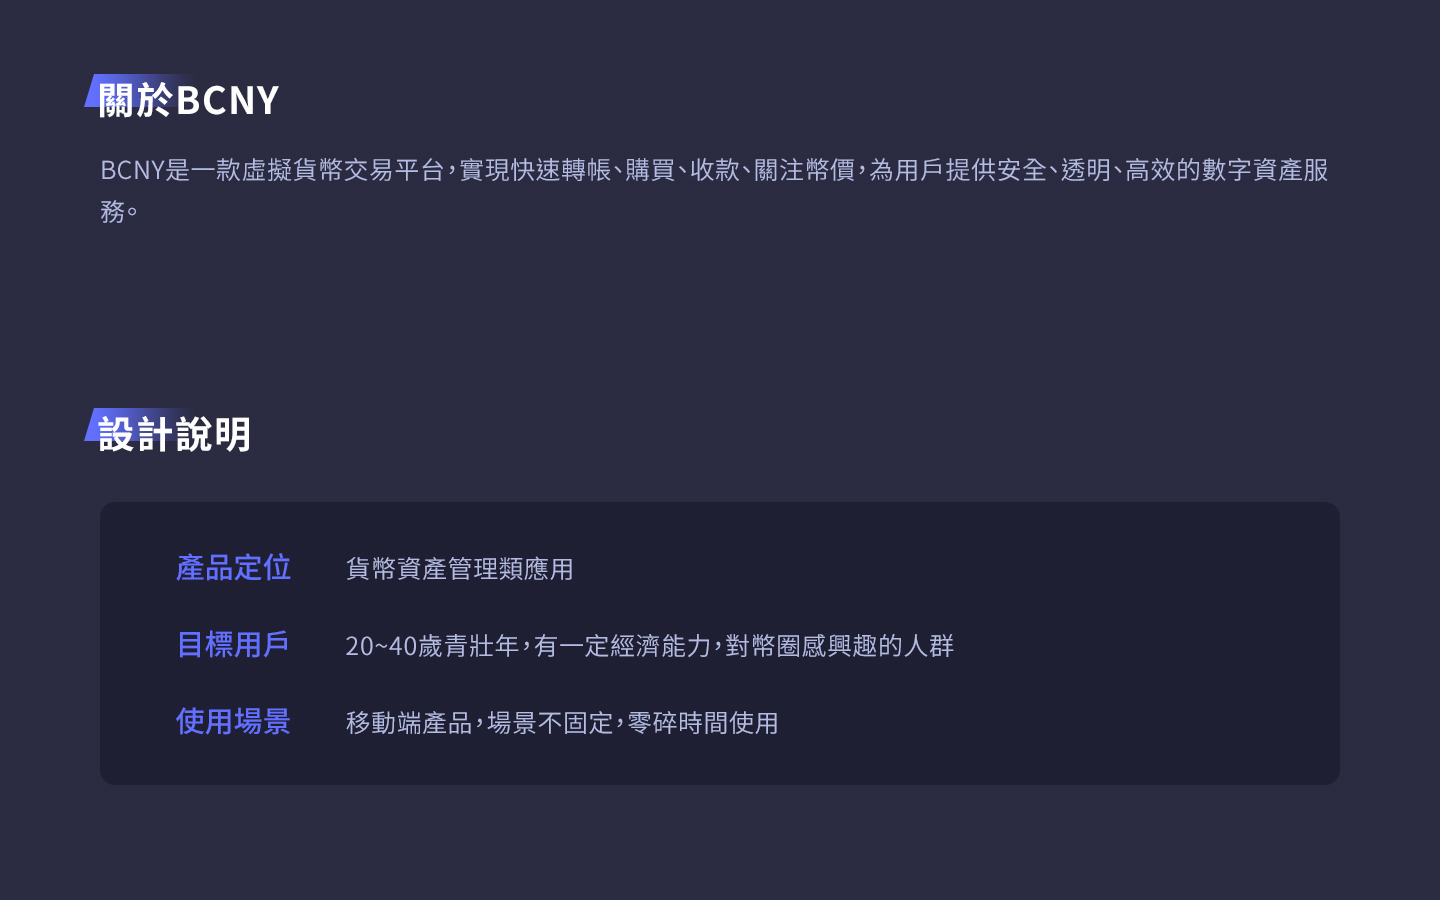 關於BCNY
BCNY是一款虛擬貨幣交易平台，實現快速轉帳、購買、收款、關注幣價，為用戶提供安全、透明、高效的數字資產服
務。
設計說明
產品定位 貨幣資產管理類應用
目標用戶 20~40歲青壯年，有一定經濟能力，對幣圈感興趣的人群
使用場景 移動端產品，場景不固定，零碎時間使用